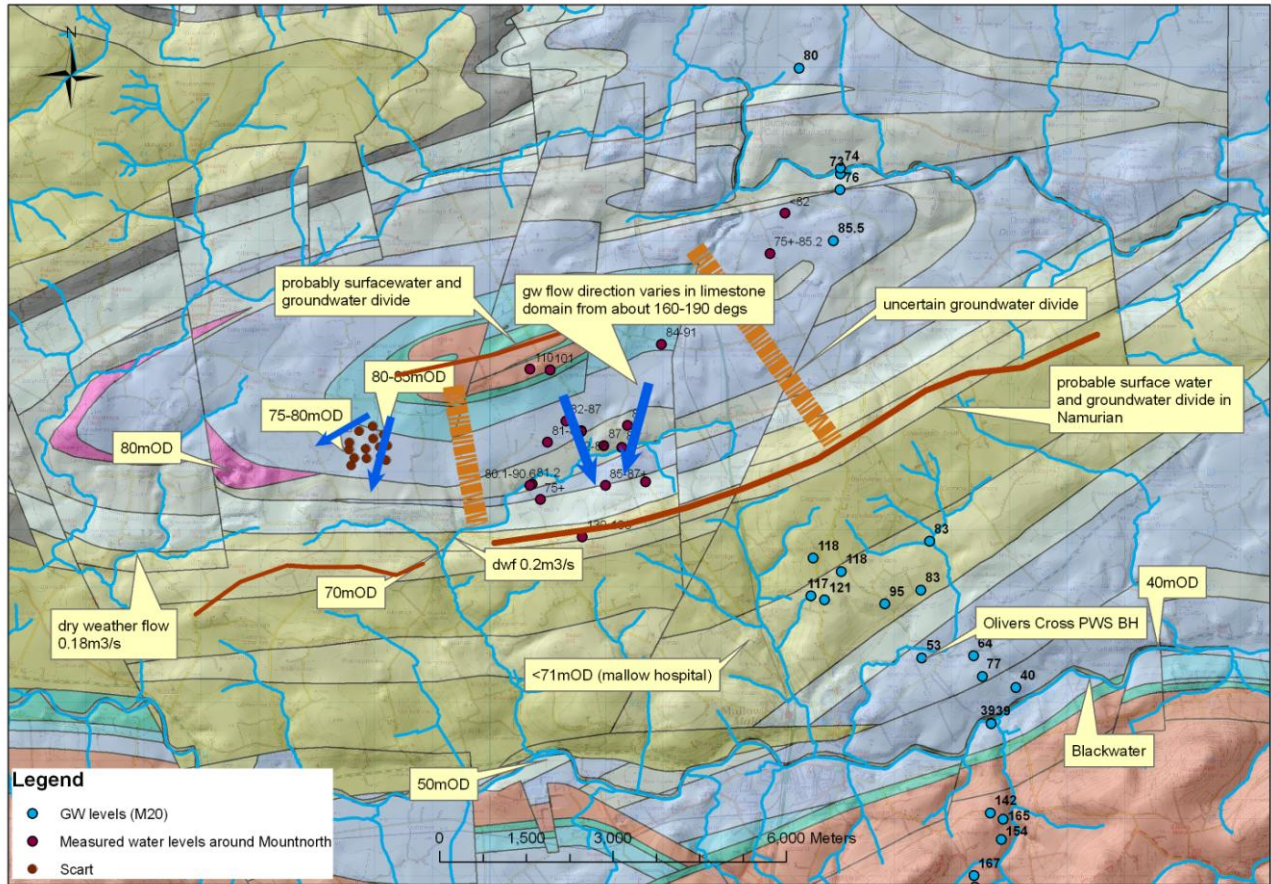 N
80
74
73
76
<82
85.5
75+-85.2
probably surfacewater and
groundwater divide
gw flow direction varies in limestone
domain from about 160-190 degs
uncertain groundwater divide
84-91
110
101
80-85mOD
probable surface water
and groundwater divide in
Namurian
75-80mOD
82-87
81-
87
80mOD
80.1-90.6
81.2
85-87+
75+
83
118
118
dwf 0.2m3/s
70mOD
117
121
95
83
40mOD
dry weather flow
0.18m3/s
Olivers Cross PWS BH
53
64
<71mOD (mallow hospital)
77
40
3939
Blackwater
50mOD
Legend
GW levels (M20)
Measured water levels around Mountnorth
Scart
0
1,500
3,000
6,000 Meters
142
165
154
167